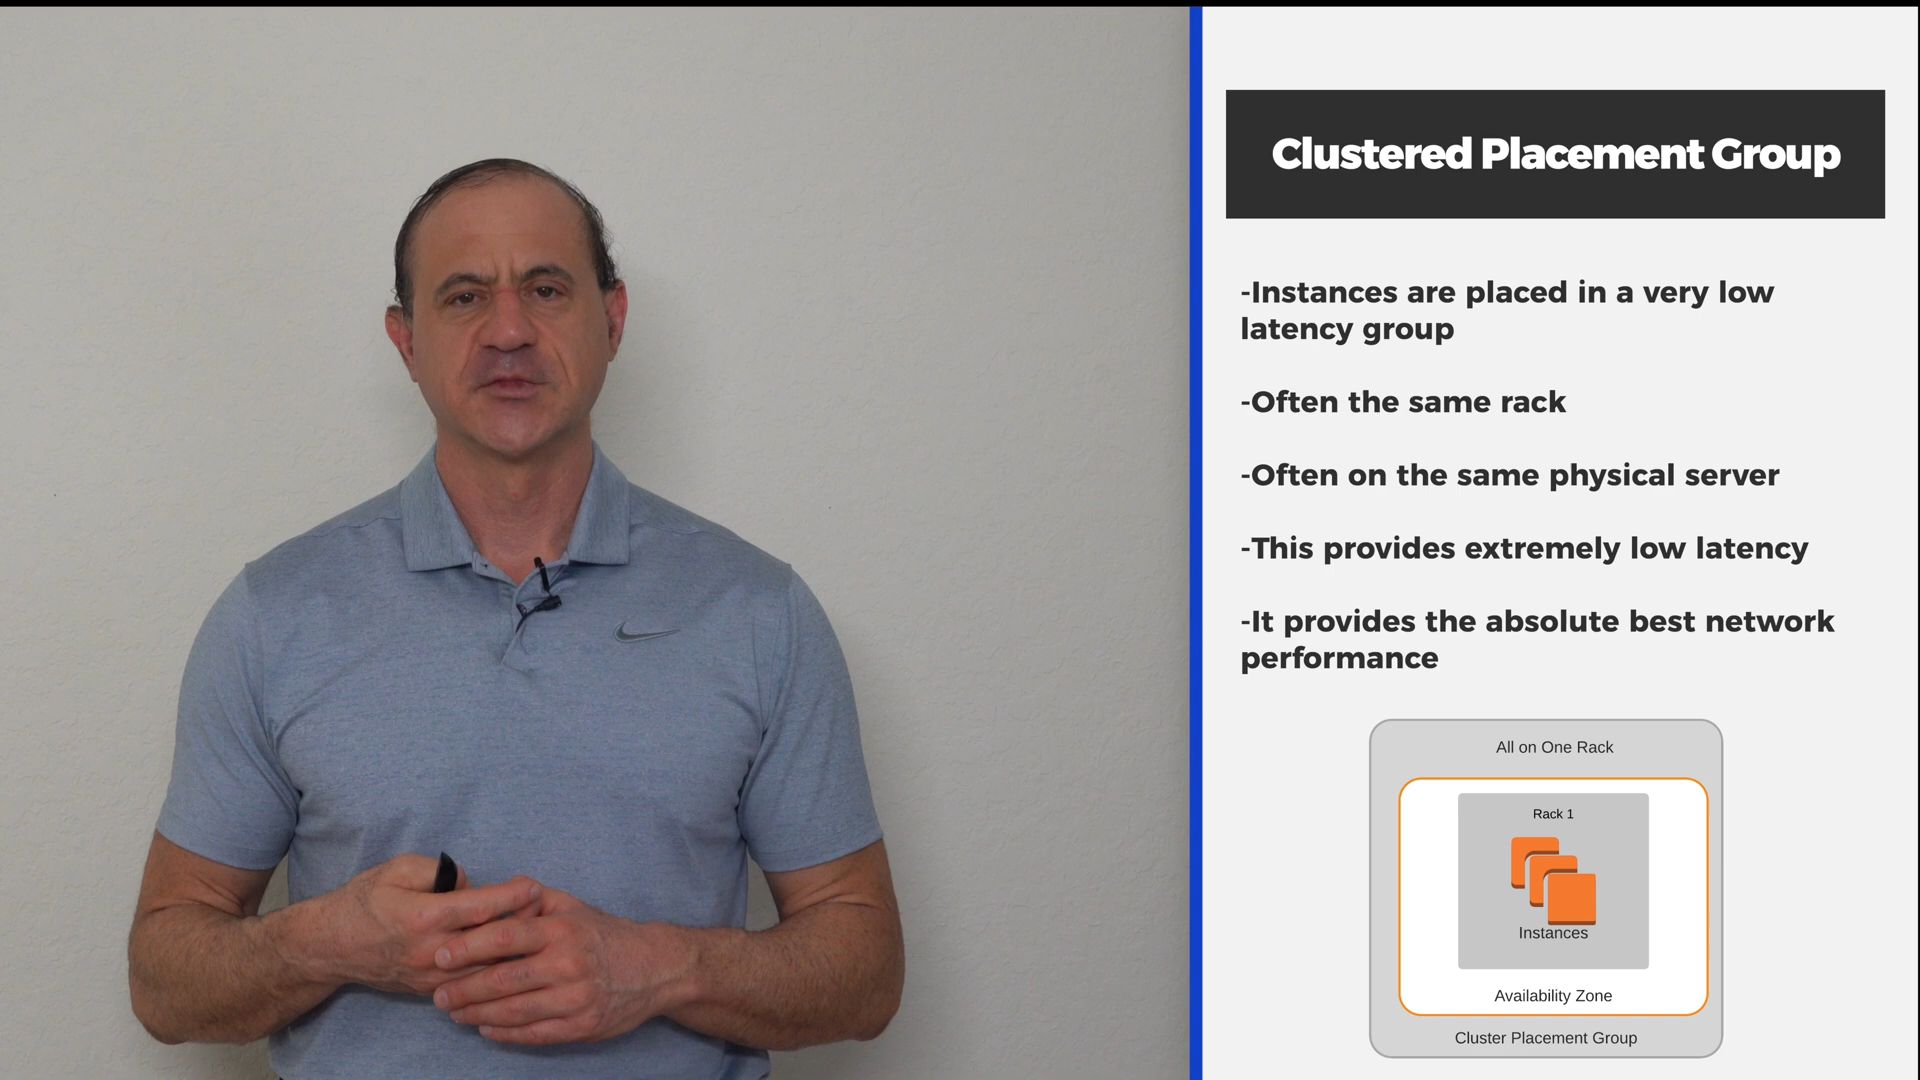 Clustered Placement Group
-Instances are placed in a very low
latency group
-Often the same rack
-Often on the same physical server
-This provides extremely low latency
-It provides the absolute best network
performance
All on One Rack
Rack 1
Instances
Availability Zone
Cluster Placement Group